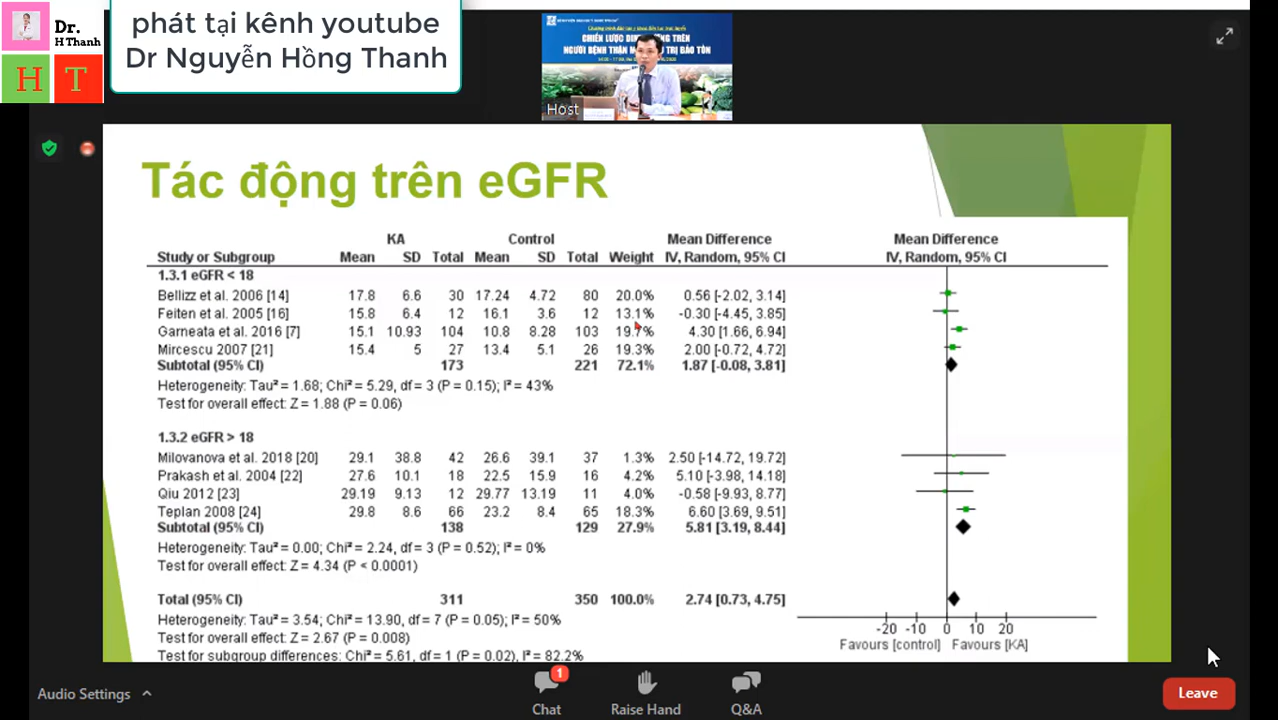 Dr.
H Thanh
H T
phát tại kênh youtube
Dr Nguyễn Hồng Thanh
CHIẾN LƯỢC DINH DƯỠNG TRÊN
Host
Tác động trên eGFR
KA Control Mean Difference Mean Difference
Study or Subgroup Mean SD Total Mean SD Total Weight IV, Random, 95% CI IV, Random, 95% CI
1.3.1 eGFR < 18
Bellizz et al. 2006 [14] 17.8 6.6 30 17.24 4.72 80 20.0% 0.56 [-2.02, 3.14]
Feiten et al. 2005 [16] 15.8 6.4 12 16.1 3.6 12 13.1% -0.30 [-4.45, 3.85]
Garneata et al. 2016 [7] 15.1 10.93 104 10.8 8.28 103 19.7% 4.30 [1.66, 6.94]
Mircescu 2007 [21] 15.4 5 27 13.4 5.1 26 19.3% 2.00 [-0.72, 4.72]
Subtotal (95% CI) 173 221 72.1% 1.87 [-0.08, 3.81]
Heterogeneity: Tau² = 1.68; Chi² = 5.29, df = 3 (P = 0.15); I² = 43%
Test for overall effect: Z = 1.88 (P = 0.06)
1.3.2 eGFR > 18
Milovanova et al. 2018 [20] 29.1 38.8 42 26.6 39.1 37 1.3% 2.50 [-14.72, 19.72]
Prakash et al. 2004 [22] 27.6 10.1 18 22.5 15.9 16 4.2% 5.10 [-3.98, 14.18]
Qiu 2012 [23] 29.19 9.13 12 29.77 13.19 11 4.0% -0.58 [-9.93, 8.77]
Teplan 2008 [24] 29.8 8.6 66 23.2 8.4 65 18.3% 6.60 [3.69, 9.51]
Subtotal (95% CI) 138 129 27.9% 5.81 [3.19, 8.44]
Heterogeneity: Tau² = 0.00; Chi² = 2.24, df = 3 (P = 0.52); I² = 0%
Test for overall effect: Z = 4.34 (P < 0.0001)
Total (95% CI) 311 350 100.0% 2.74 [0.73, 4.75]
Heterogeneity: Tau² = 3.54; Chi² = 13.90, df = 7 (P = 0.05); I² = 50%
Test for overall effect: Z = 2.67 (P = 0.008)
Test for subgroup differences: Chi² = 5.61, df = 1 (P = 0.02), I² = 82.2%
-20 -10 0 10 20
Favours [control] Favours [KA]
Audio Settings
1
Chat
Raise Hand
Q&A
Leave